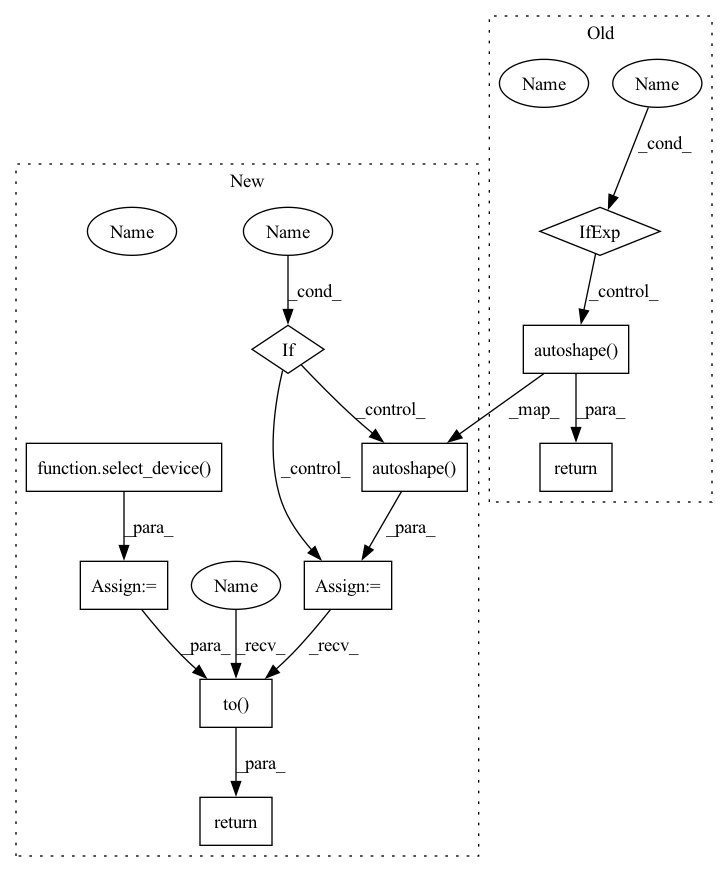 Old
Name
Name
_cond_
New
Name
Name
IfExp
_cond_
_control_
If
autoshape()
_control_
_map_
_para_
function.select_device()
_control_
autoshape()
return
_para_
_para_
Assign:=
Name
Assign:=
_para_
_recv_
_recv_
to()
_para_
return